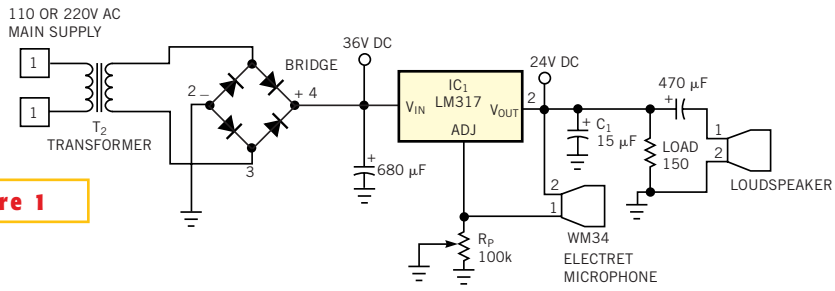 110 OR 220V AC
MAIN SUPPLY
1
1
T2
TRANSFORMER
BRIDGE
2 –
+ 4
3
36V DC
+
680 µF
IC1
LM317
VIN
VOUT
ADJ
2
24V DC
+ C1
15 µF
470 µF
+
LOAD
150
1
2
LOUDSPEAKER
2
1
WM34
ELECTRET
MICROPHONE
RP
100k
re 1